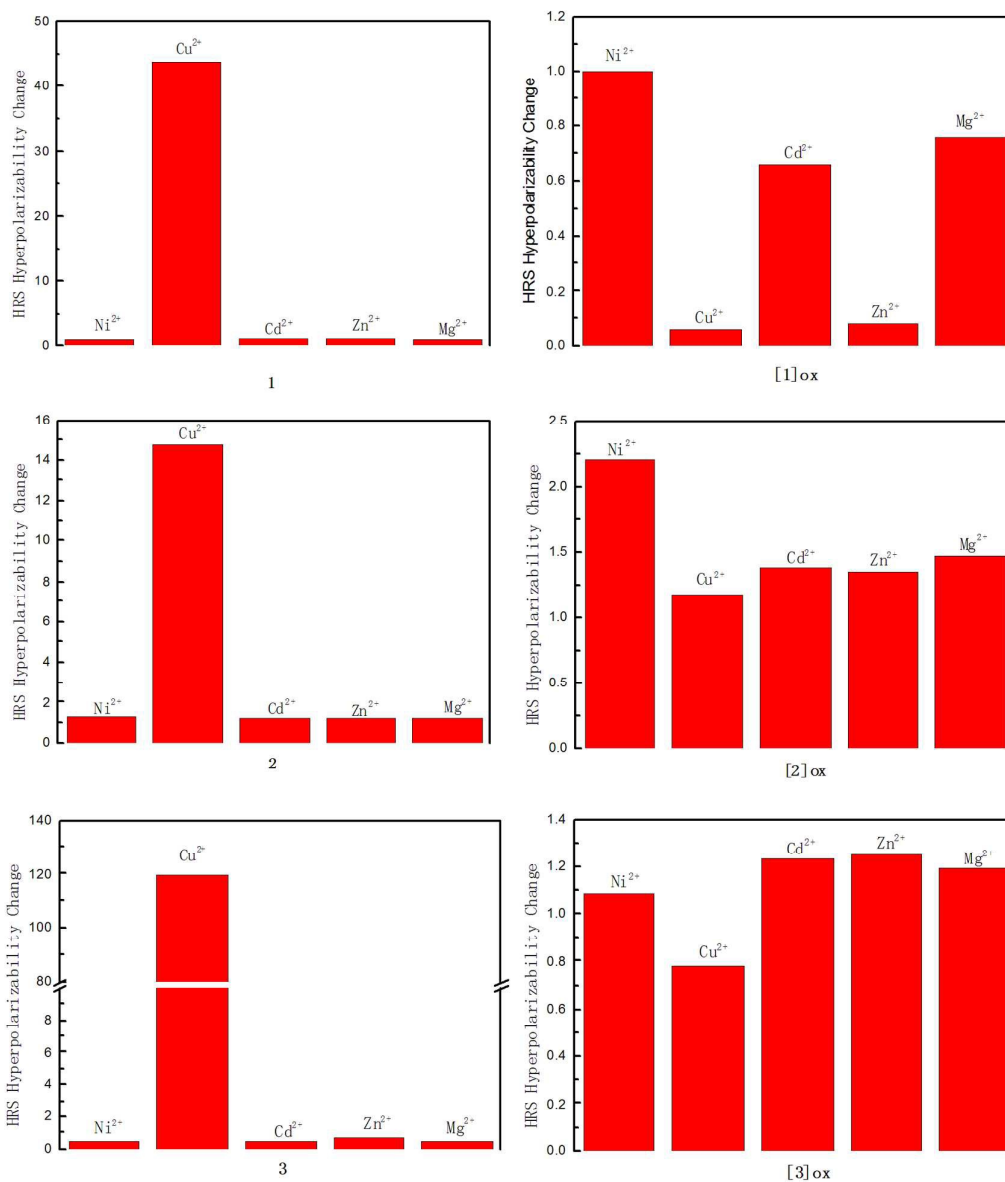 HRS Hyperpolarizability Change
50
40
30
20
10
0
Ni²⁺
Cu²⁺
Cd²⁺
Zn²⁺
Mg²⁺
1
HRS Hyperpolarizability Change
1.0
0.8
0.6
0.4
0.2
0.0
Ni²⁺
Cu²⁺
Cd²⁺
Zn²⁺
Mg²⁺
[1]ox
HRS Hyperpolarizability Change
16
14
12
10
8
6
4
2
0
Ni²⁺
Cu²⁺
Cd²⁺
Zn²⁺
Mg²⁺
2
HRS Hyperpolarizability Change
2.5
2.0
1.5
1.0
0.5
0.0
Ni²⁺
Cu²⁺
Cd²⁺
Zn²⁺
Mg²⁺
[2]ox
HRS Hyperpolarizability Change
140
120
100
80
8
6
4
2
0
Ni²⁺
Cu²⁺
Cd²⁺
Zn²⁺
Mg²⁺
3
HRS Hyperpolarizability Change
1.4
1.2
1.0
0.8
0.6
0.4
0.2
0.0
Ni²⁺
Cu²⁺
Cd²⁺
Zn²⁺
Mg²⁺
[3]ox